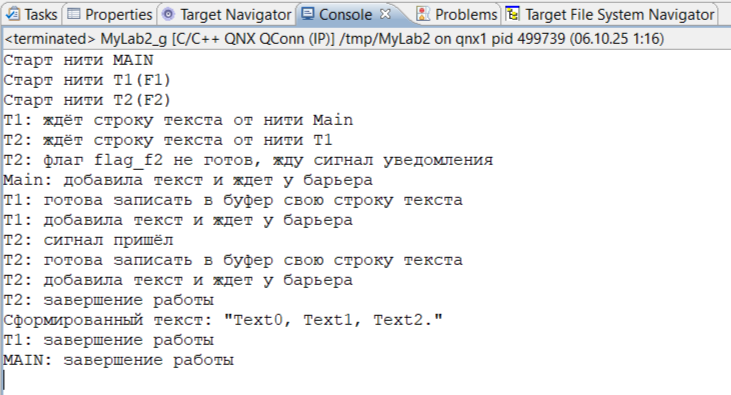 Tasks Properties Target Navigator Console Problems Target File System Navigator
<terminated> MyLab2_g [C/C++ QNX QConn (IP)] /tmp/MyLab2 on qnx1 pid 499739 (06.10.25 1:16)
Старт нити MAIN
Старт нити T1(F1)
Старт нити T2(F2)
T1: ждёт строку текста от нити Main
T2: ждёт строку текста от нити T1
T2: флаг flag_f2 не готов, жду сигнал уведомления
Main: добавила текст и ждет у барьера
T1: готова записать в буфер свою строку текста
T1: добавила текст и ждет у барьера
T2: сигнал пришёл
T2: готова записать в буфер свою строку текста
T2: добавила текст и ждет у барьера
T2: завершение работы
Сформированный текст: "Text0, Text1, Text2."
T1: завершение работы
MAIN: завершение работы